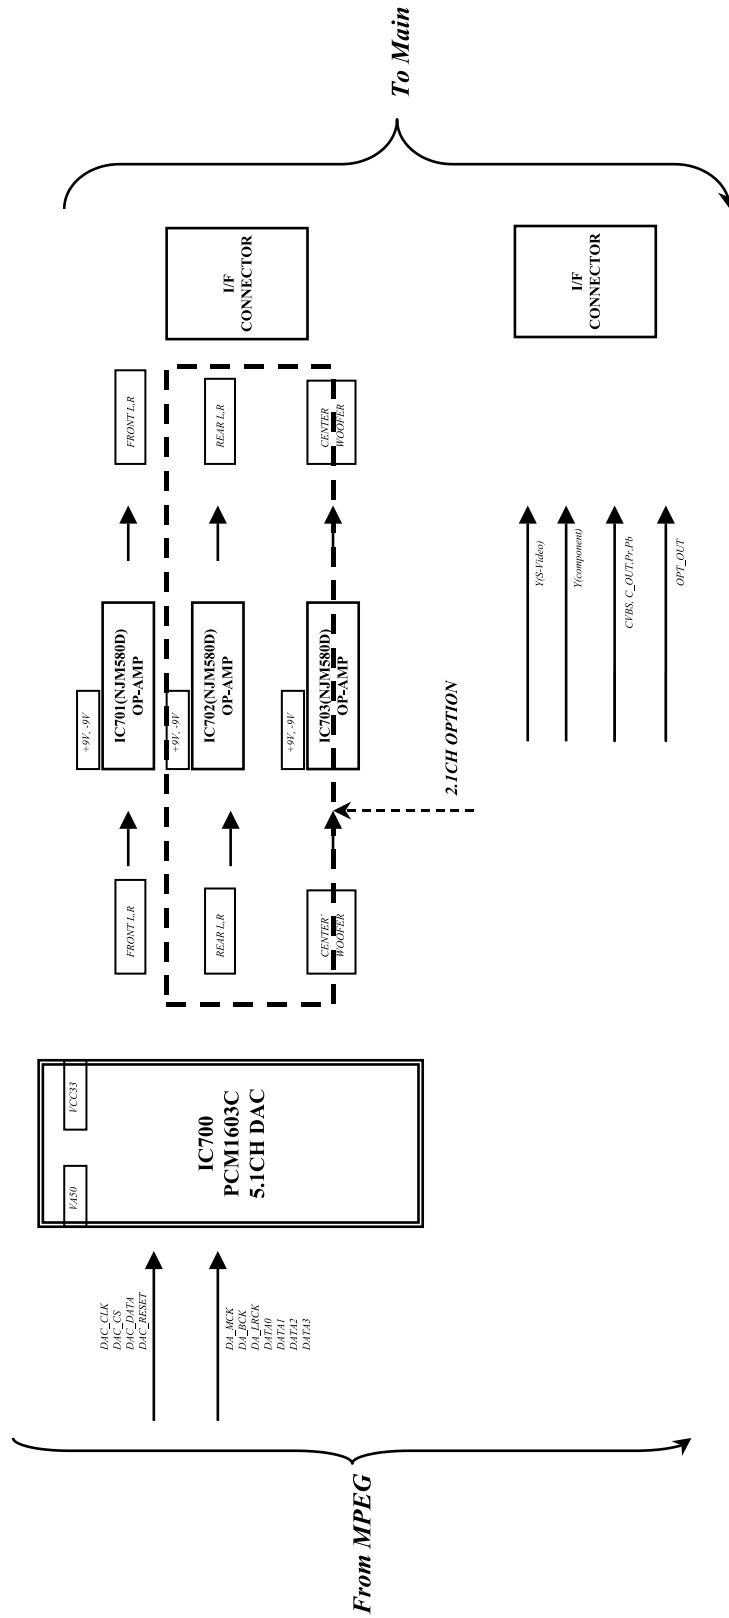 From MPEG
DAC_CLK
DAC_CS
DAC_DATA
DAC_RESET
DA_MCK
DA_BCK
DA_LRCK
DATA0
DATA1
DATA2
DATA3
VA50
VCC33
IC700
PCM1603C
5.1CH DAC
FRONT L,R
REAR L,R
CENTER`
WOOFER
+9V, -9V
IC701(NJM580D)
OP-AMP
+9V, -9V
IC702(NJM580D)
OP-AMP
+9V, -9V
IC703(NJM580D)
OP-AMP
2.1CH OPTION
FRONT L,R
REAR L,R
CENTER
WOOFER
Y(S-Video)
Y(component)
CVBS, C_OUT,Pr,Pb
OPT_OUT
I/F
CONNECTOR
I/F
CONNECTOR
To Main